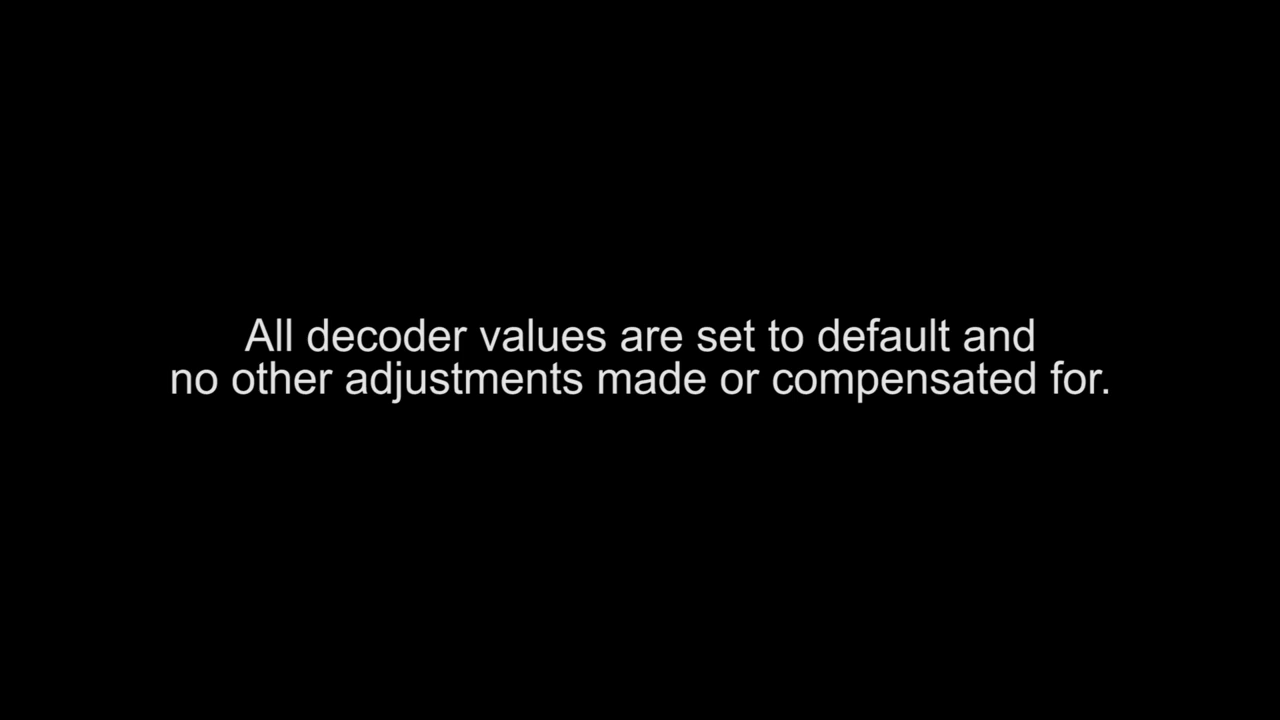 All decoder values are set to default and
no other adjustments made or compensated for.